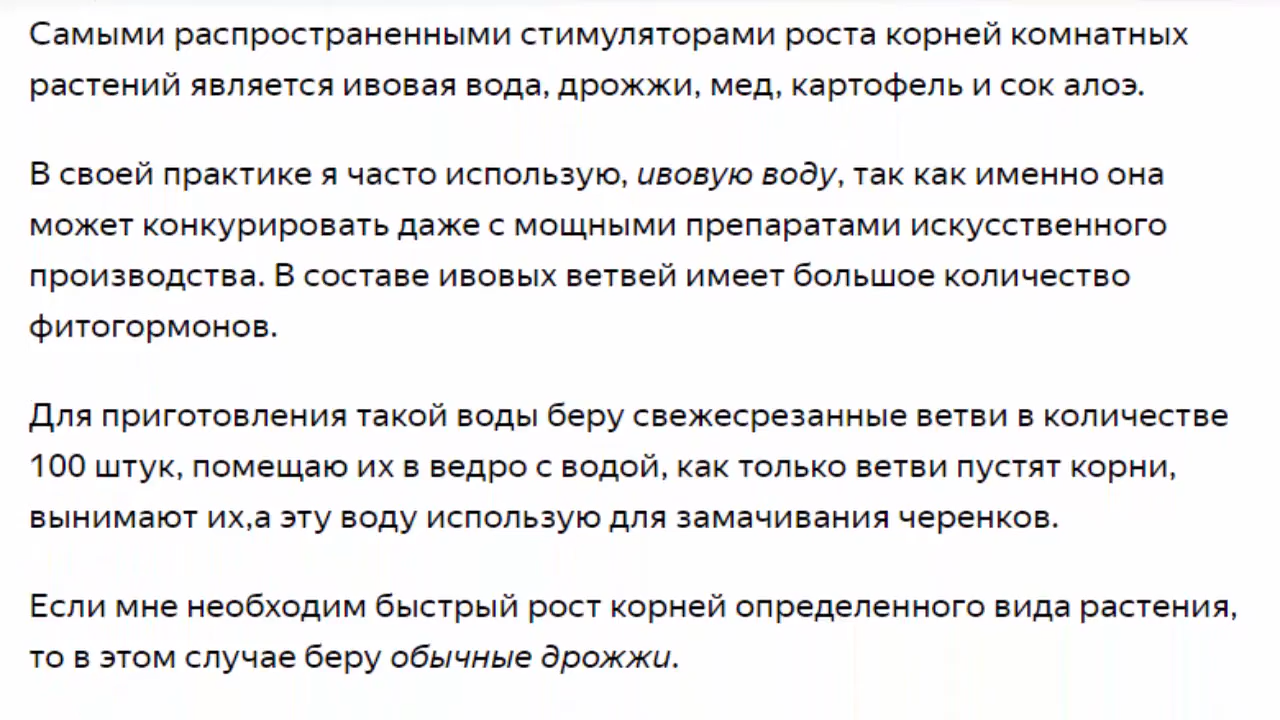 Самыми распространенными стимуляторами роста корней комнатных
растений является ивовая вода, дрожжи, мед, картофель и сок алоэ.
В своей практике я часто использую, ивовую воду, так как именно она
может конкурировать даже с мощными препаратами искусственного
производства. В составе ивовых ветвей имеет большое количество
фитогормонов.
Для приготовления такой воды беру свежесрезанные ветви в количестве
100 штук, помещаю их в ведро с водой, как только ветви пустят корни,
вынимают их,а эту воду использую для замачивания черенков.
Если мне необходим быстрый рост корней определенного вида растения,
то в этом случае беру обычные дрожжи.